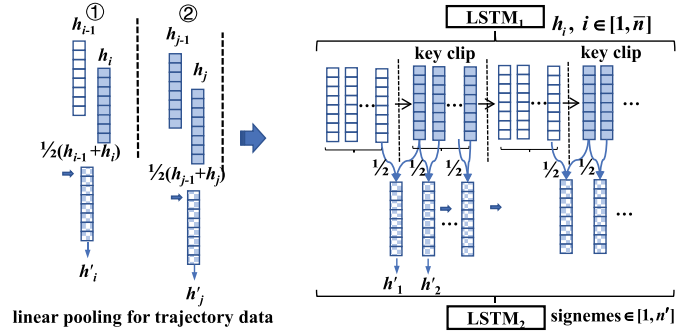 ①
②
h_{i-1}
h_i
½(h_{i-1}+h_i)
h'_i
h_{j-1}
h_j
½(h_{j-1}+h_j)
h'_j
linear pooling for trajectory data
LSTM₁
h_i, i∈[1, n̅]
key clip
key clip
...
...
...
...
...
½
½
½
½
½
...
...
h'₁
h'₂
LSTM₂
signemes∈[1,n']